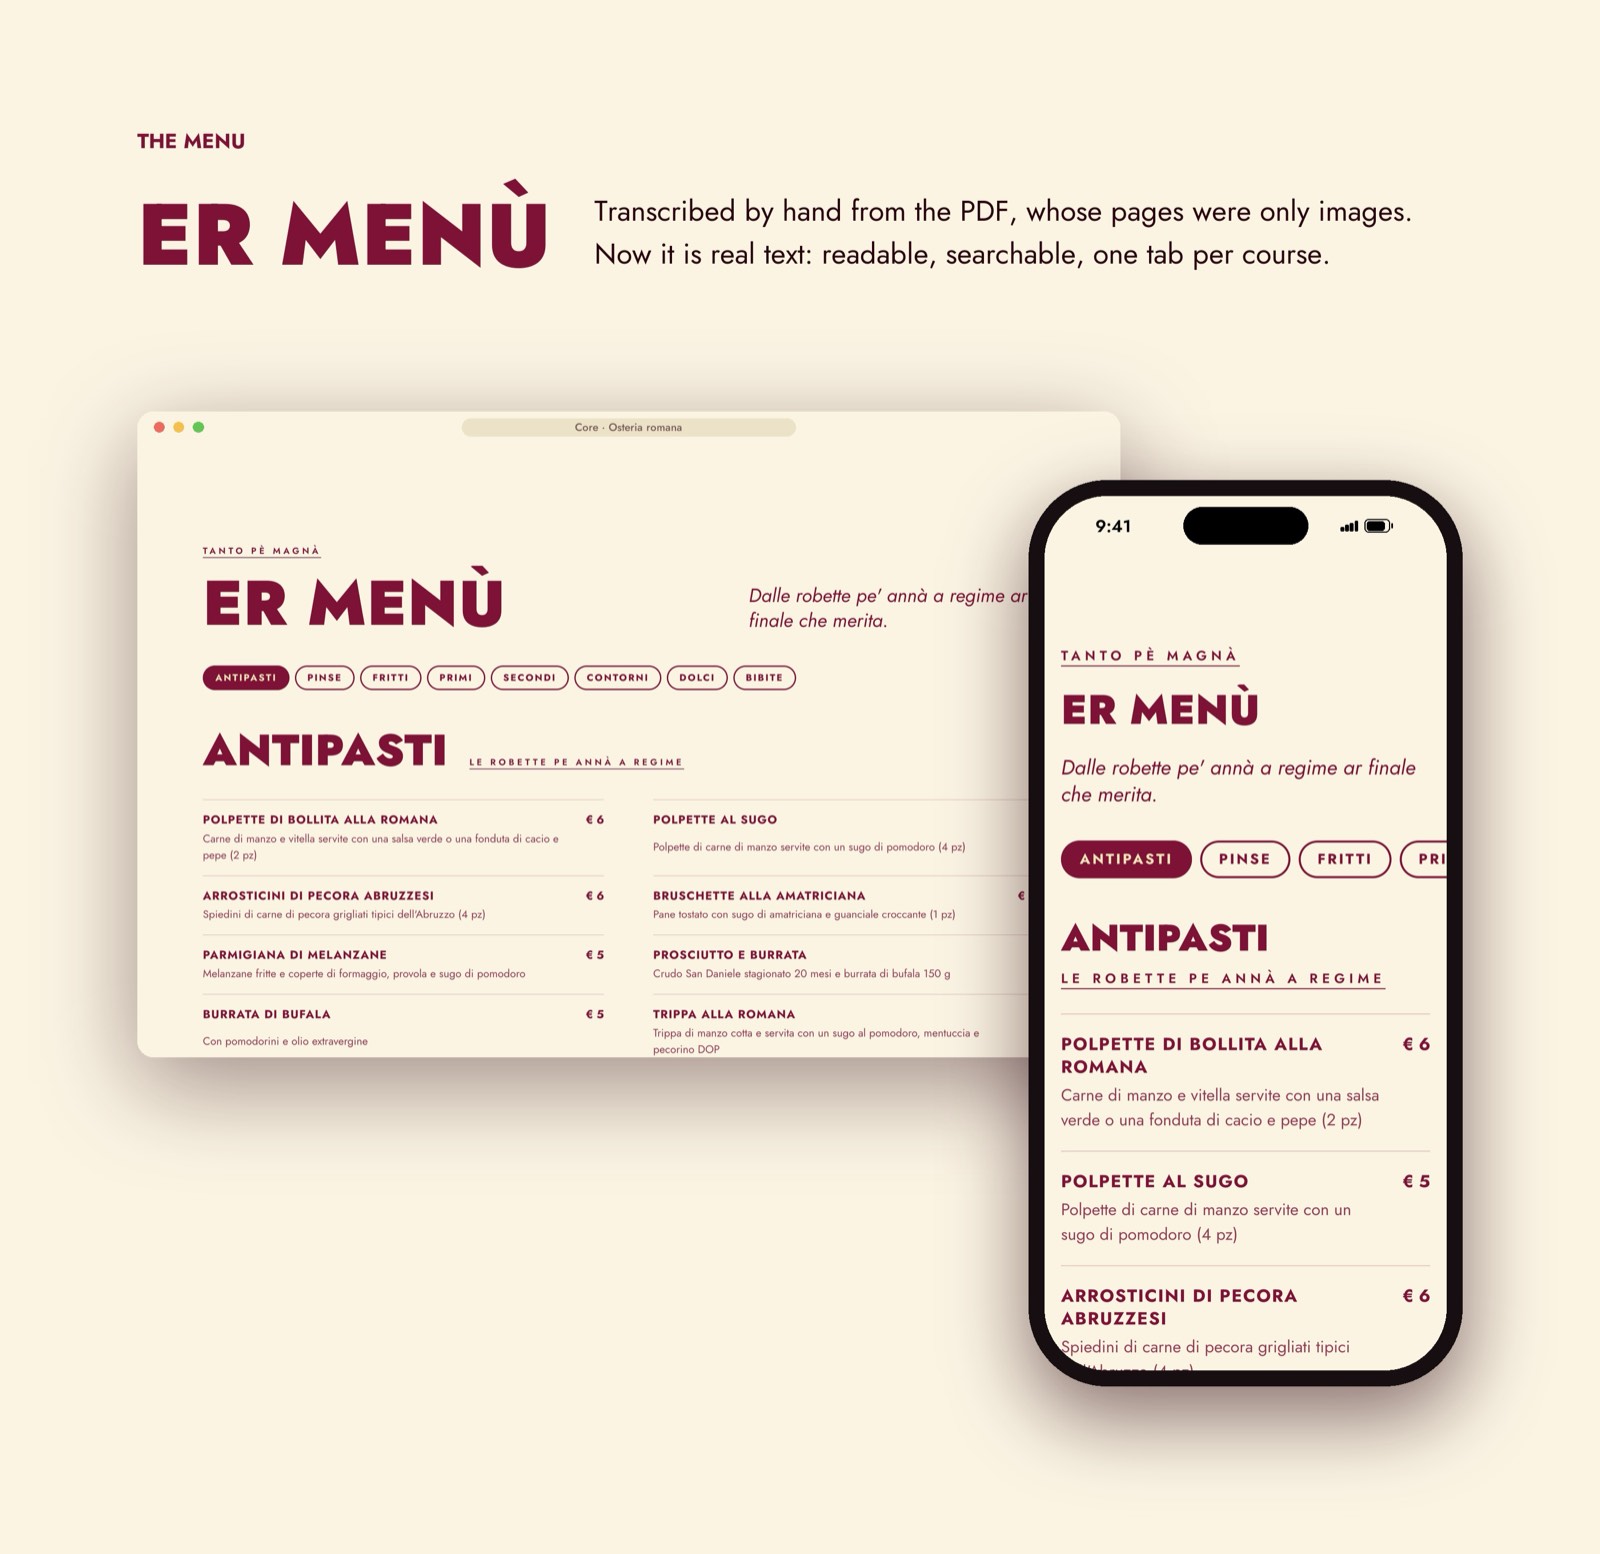 THE MENU
ER MENÙ
Transcribed by hand from the PDF, whose pages were only images.
Now it is real text: readable, searchable, one tab per course.
Core · Osteria romana
TANTO PÈ MAGNÀ
ER MENÙ
Dalle robette pe' annà a regime ar
finale che merita.
ANTIPASTI PINSE FRITTI PRIMI SECONDI CONTORNI DOLCI BIBITE
ANTIPASTI LE ROBETTE PE ANNÀ A REGIME
POLPETTE DI BOLLITA ALLA ROMANA € 6
Carne di manzo e vitella servite con una salsa verde o una fonduta di cacio e
pepe (2 pz)
POLPETTE AL SUGO
Polpette di carne di manzo servite con un sugo di pomodoro (4 pz)
ARROSTICINI DI PECORA ABRUZZESI € 6
Spiedini di carne di pecora grigliati tipici dell'Abruzzo (4 pz)
BRUSCHETTE ALLA AMATRICIANA €
Pane tostato con sugo di amatriciana e guanciale croccante (1 pz)
PARMIGIANA DI MELANZANE € 5
Melanzane fritte e coperte di formaggio, provola e sugo di pomodoro
PROSCIUTTO E BURRATA
Crudo San Daniele stagionato 20 mesi e burrata di bufala 150 g
BURRATA DI BUFALA € 5
Con pomodorini e olio extravergine
TRIPPA ALLA ROMANA
Trippa di manzo cotta e servita con un sugo al pomodoro, mentuccia e
pecorino DOP
9:41
TANTO PÈ MAGNÀ
ER MENÙ
Dalle robette pe' annà a regime ar finale
che merita.
ANTIPASTI PINSE FRITTI PRI
ANTIPASTI
LE ROBETTE PE ANNÀ A REGIME
POLPETTE DI BOLLITA ALLA € 6
ROMANA
Carne di manzo e vitella servite con una salsa
verde o una fonduta di cacio e pepe (2 pz)
POLPETTE AL SUGO € 5
Polpette di carne di manzo servite con un
sugo di pomodoro (4 pz)
ARROSTICINI DI PECORA € 6
ABRUZZESI
Spiedini di carne di pecora grigliati tipici